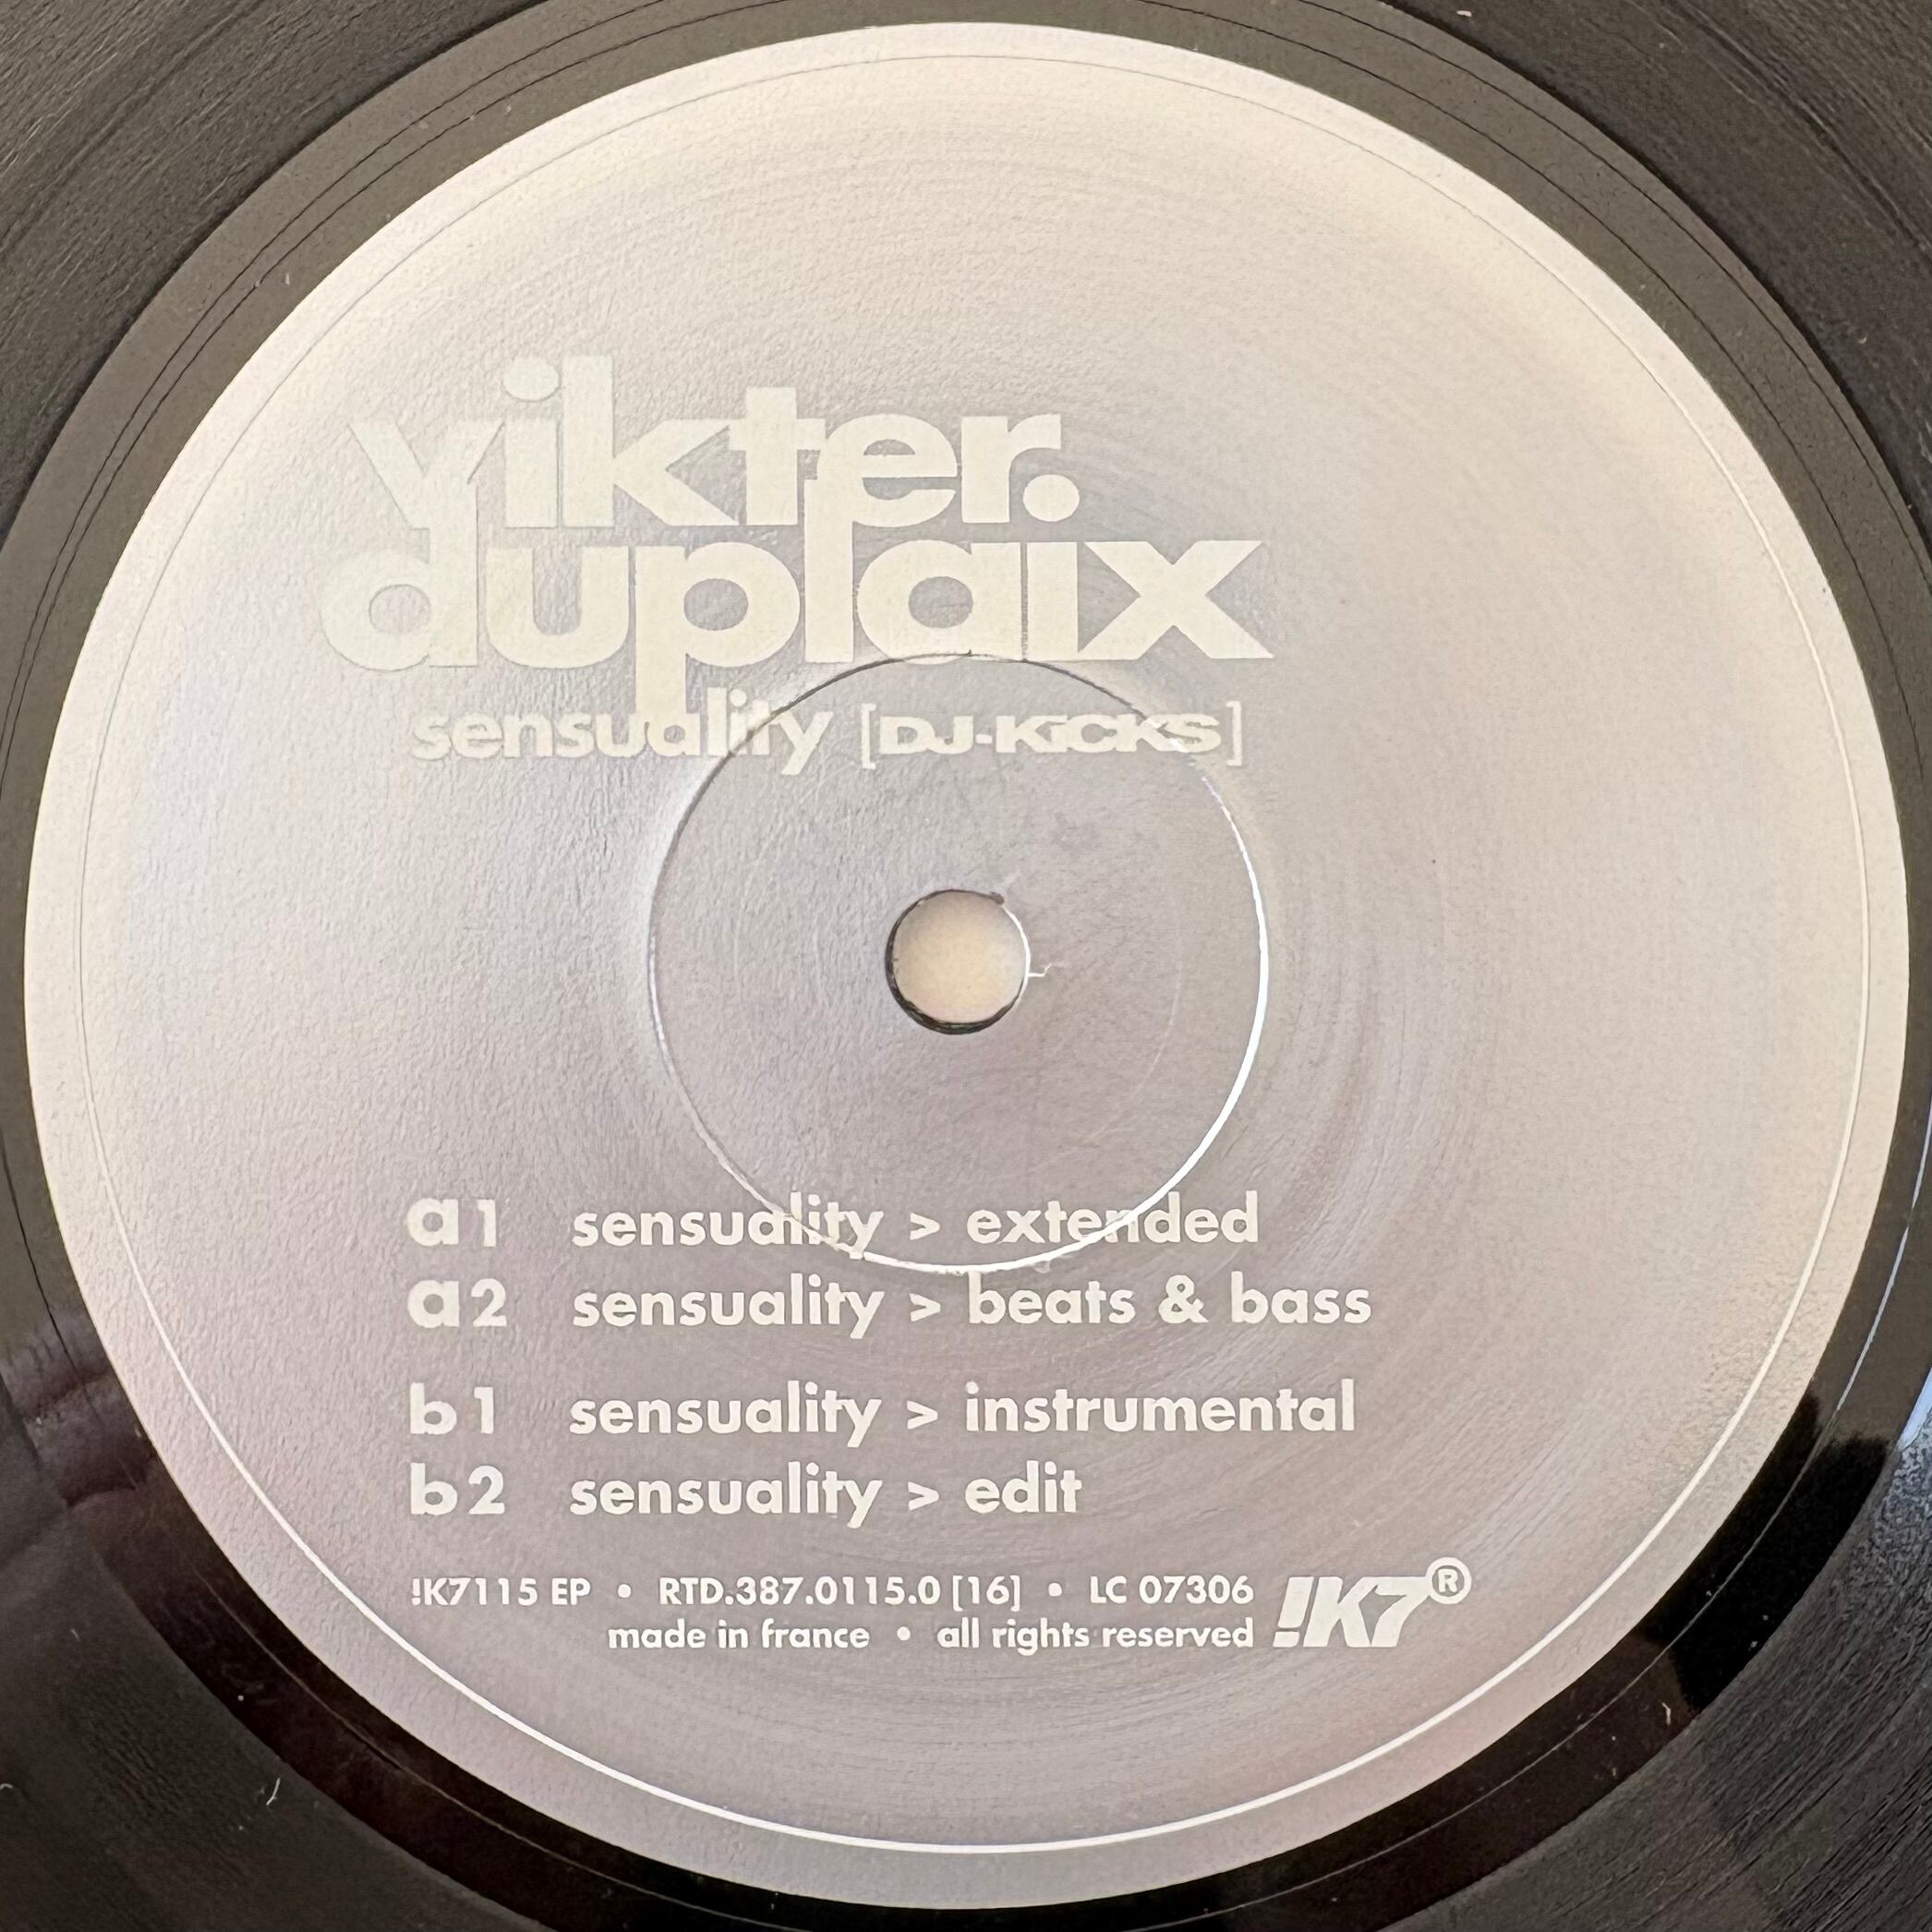 vikter.
duplaix
sensuality [DJ-KiCKS]
a1 sensuality > extended
a2 sensuality > beats & bass
b1 sensuality > instrumental
b2 sensuality > edit
!K7115 EP • RTD.387.0115.0 [16] • LC 07306
made in france • all rights reserved !K7®